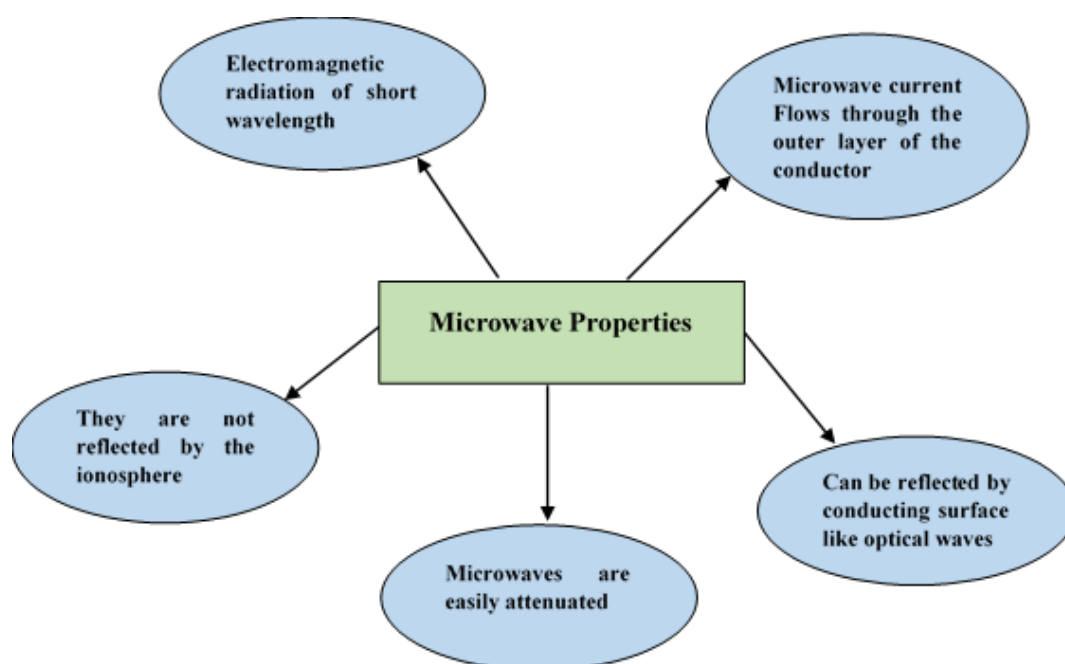 Electromagnetic
radiation of short
wavelength
Microwave current
Flows through the
outer layer of the
conductor
Microwave Properties
They are not
reflected by the
ionosphere
Microwaves are
easily attenuated
Can be reflected by
conducting surface
like optical waves